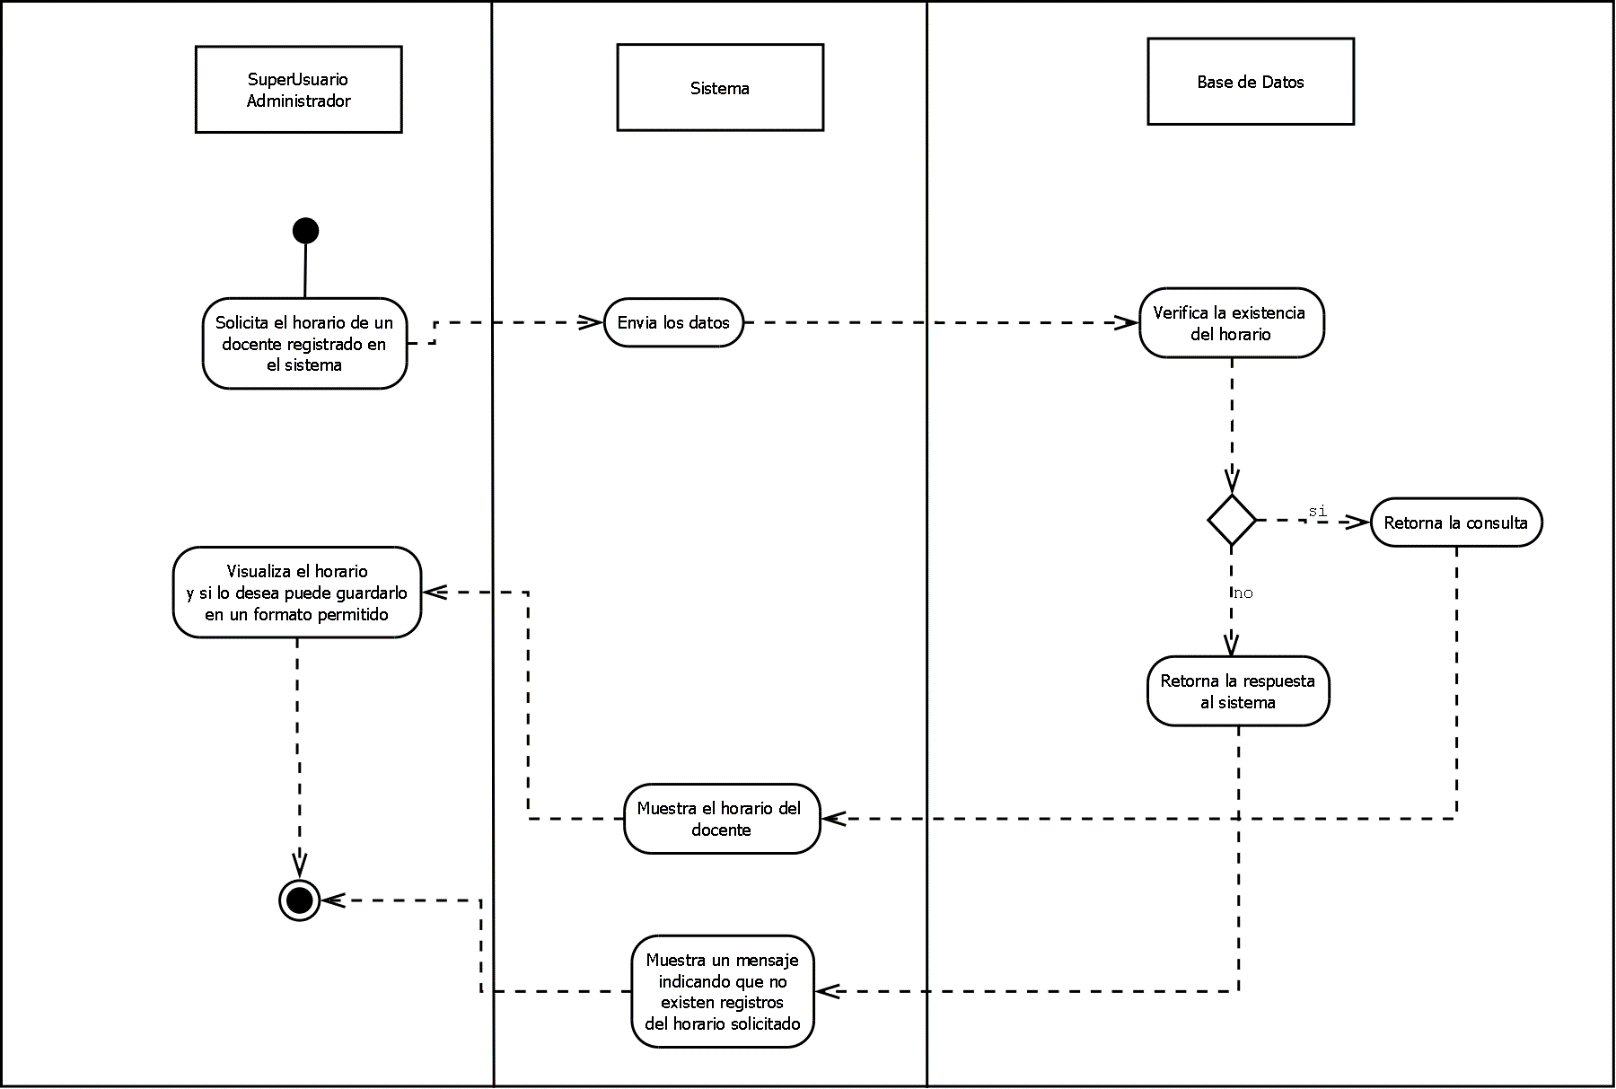 SuperUsuario
Administrador
Sistema
Base de Datos
Solicita el horario de un
docente registrado en
el sistema
Envia los datos
Verifica la existencia
del horario
si
Retorna la consulta
Visualiza el horario
y si lo desea puede guardarlo
en un formato permitido
no
Retorna la respuesta
al sistema
Muestra el horario del
docente
Muestra un mensaje
indicando que no
existen registros
del horario solicitado